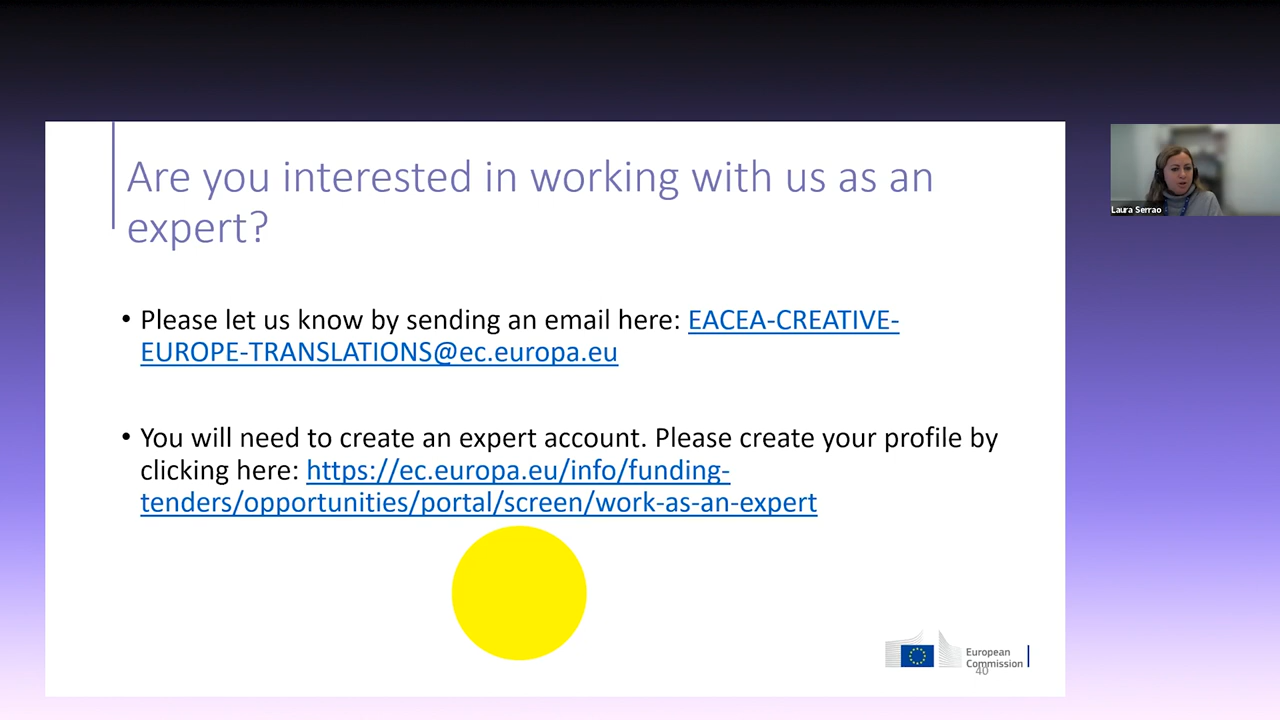 Are you interested in working with us as an
expert?
• Please let us know by sending an email here: EACEA-CREATIVE-
EUROPE-TRANSLATIONS@ec.europa.eu
• You will need to create an expert account. Please create your profile by
clicking here: https://ec.europa.eu/info/funding-
tenders/opportunities/portal/screen/work-as-an-expert
Laura Serrao
European
Commission
40